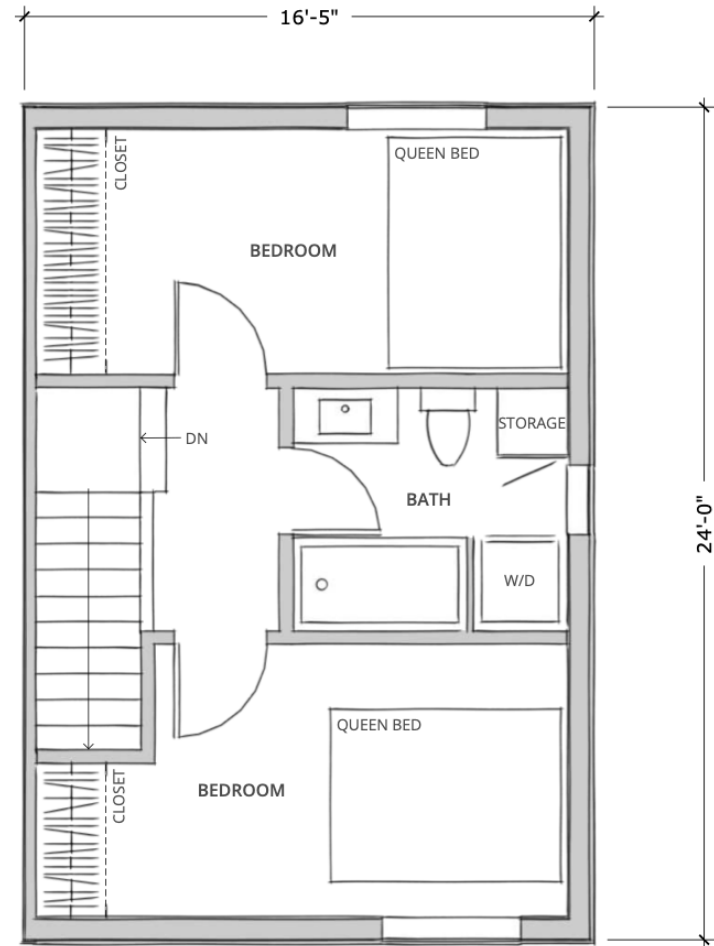 16'-5"
CLOSET
QUEEN BED
BEDROOM
DN
STORAGE
BATH
24'-0"
W/D
QUEEN BED
CLOSET
BEDROOM